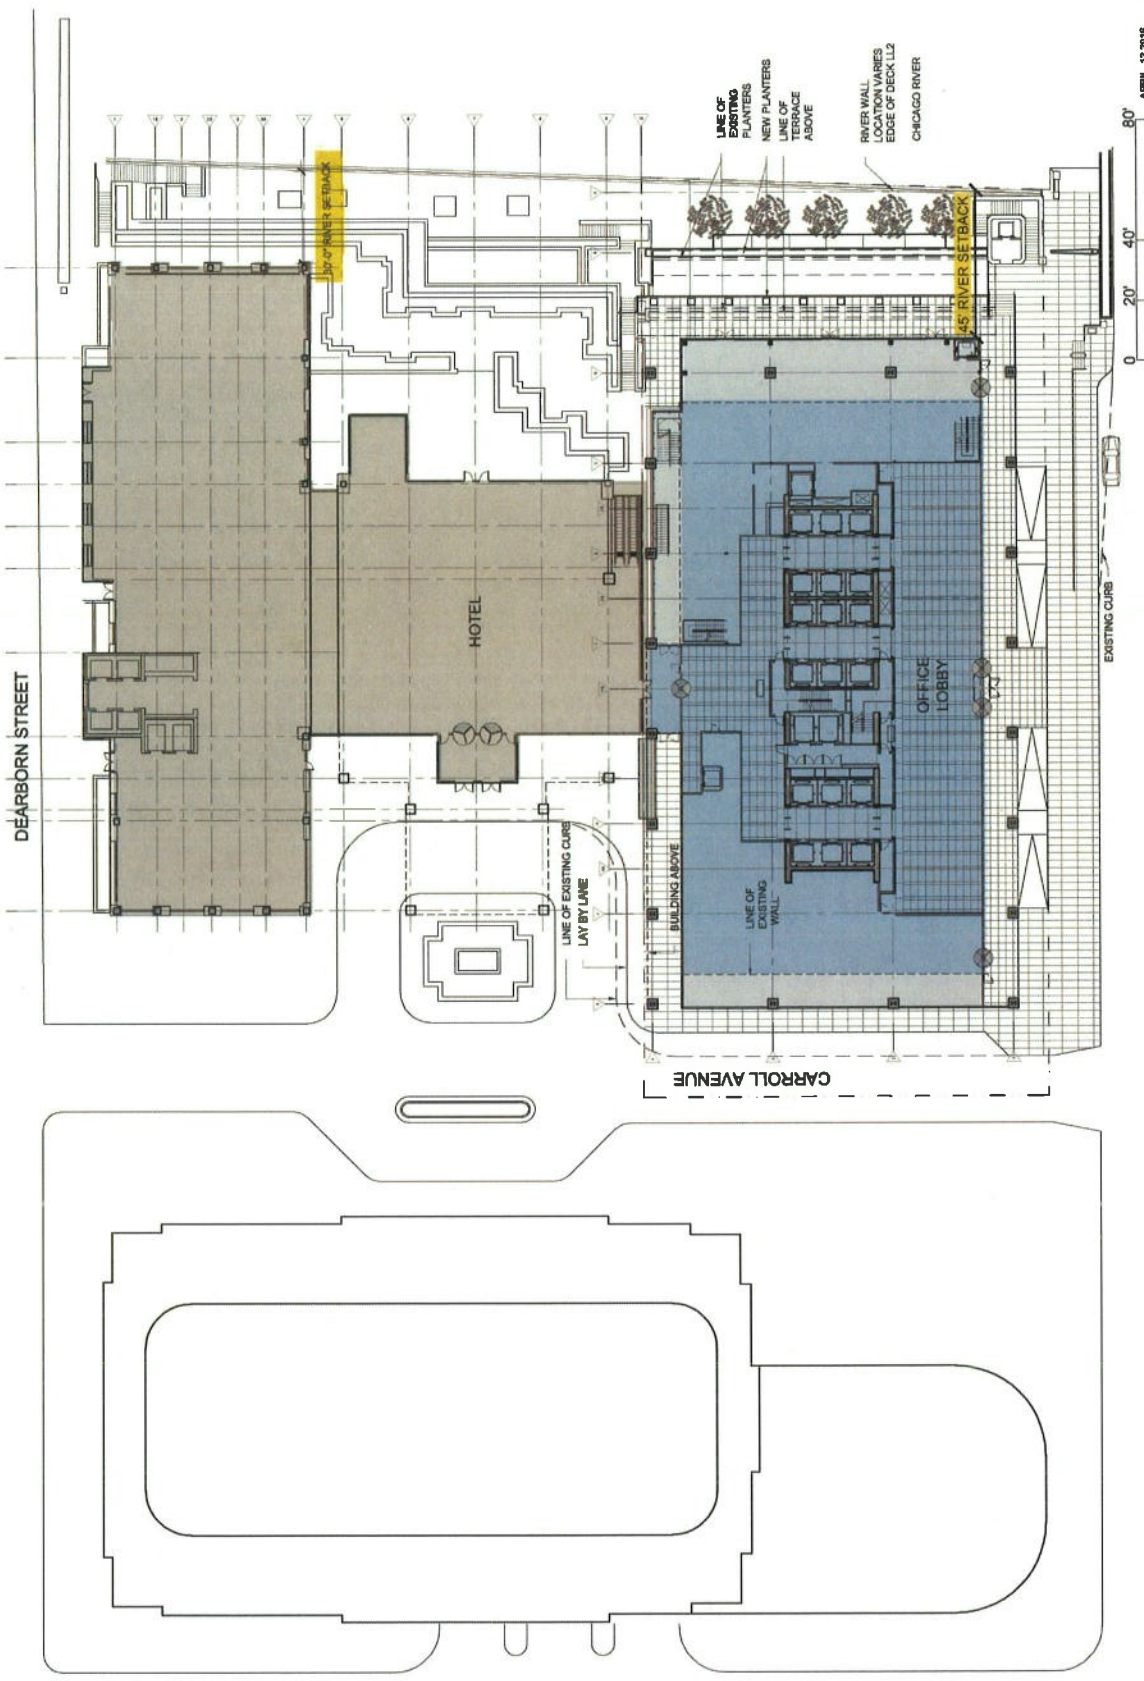 DEARBORN STREET
30'-0" RIVER SETBACK
HOTEL
LINE OF EXISTING CURB
LAY BY LANE
BUILDING ABOVE
LINE OF
EXISTING
WALL
OFFICE
LOBBY
CARROLL AVENUE
LINE OF
EXISTING
PLANTERS
NEW PLANTERS
LINE OF
TERRACE
ABOVE
RIVER WALL
LOCATION VARIES
EDGE OF DECK LL2
CHICAGO RIVER
45' RIVER SETBACK
EXISTING CURB
0 20' 40' 80'